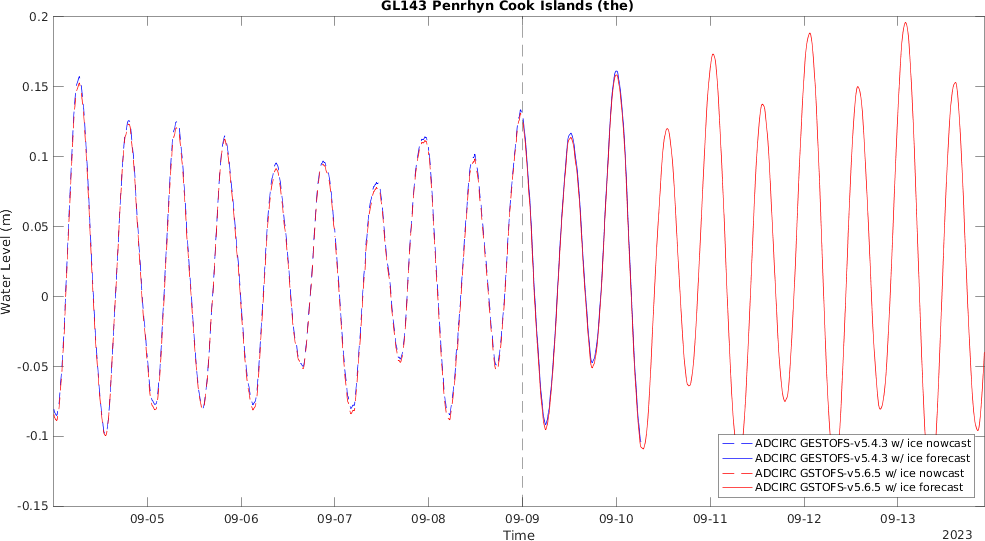 GL143 Penrhyn Cook Islands (the)
0.2
0.15
0.1
0.05
0
-0.05
-0.1
-0.15
Water Level (m)
09-05 09-06 09-07 09-08 09-09 09-10 09-11 09-12 09-13
Time
2023
ADCIRC GESTOFS-v5.4.3 w/ ice nowcast
ADCIRC GESTOFS-v5.4.3 w/ ice forecast
ADCIRC GSTOFS-v5.6.5 w/ ice nowcast
ADCIRC GSTOFS-v5.6.5 w/ ice forecast